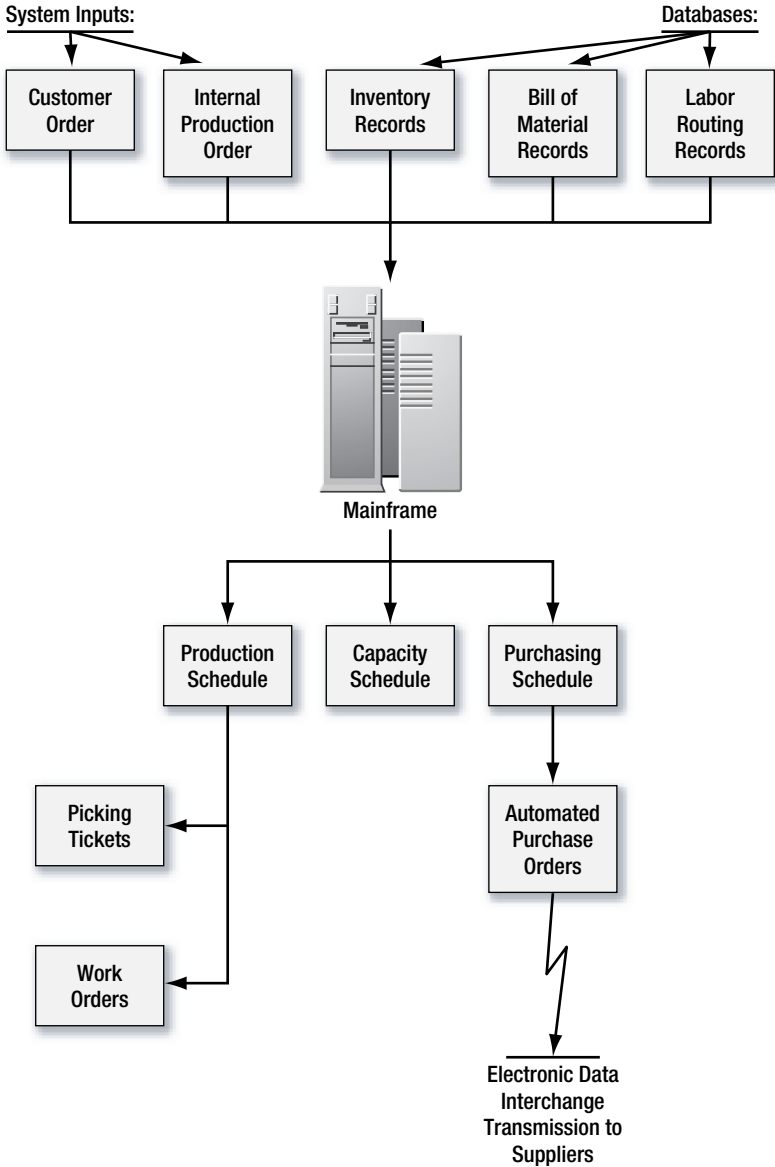 System Inputs:
Databases:
Customer
Order
Internal
Production
Order
Inventory
Records
Bill of
Material
Records
Labor
Routing
Records
Mainframe
Production
Schedule
Capacity
Schedule
Purchasing
Schedule
Picking
Tickets
Automated
Purchase
Orders
Work
Orders
Electronic Data
Interchange
Transmission to
Suppliers